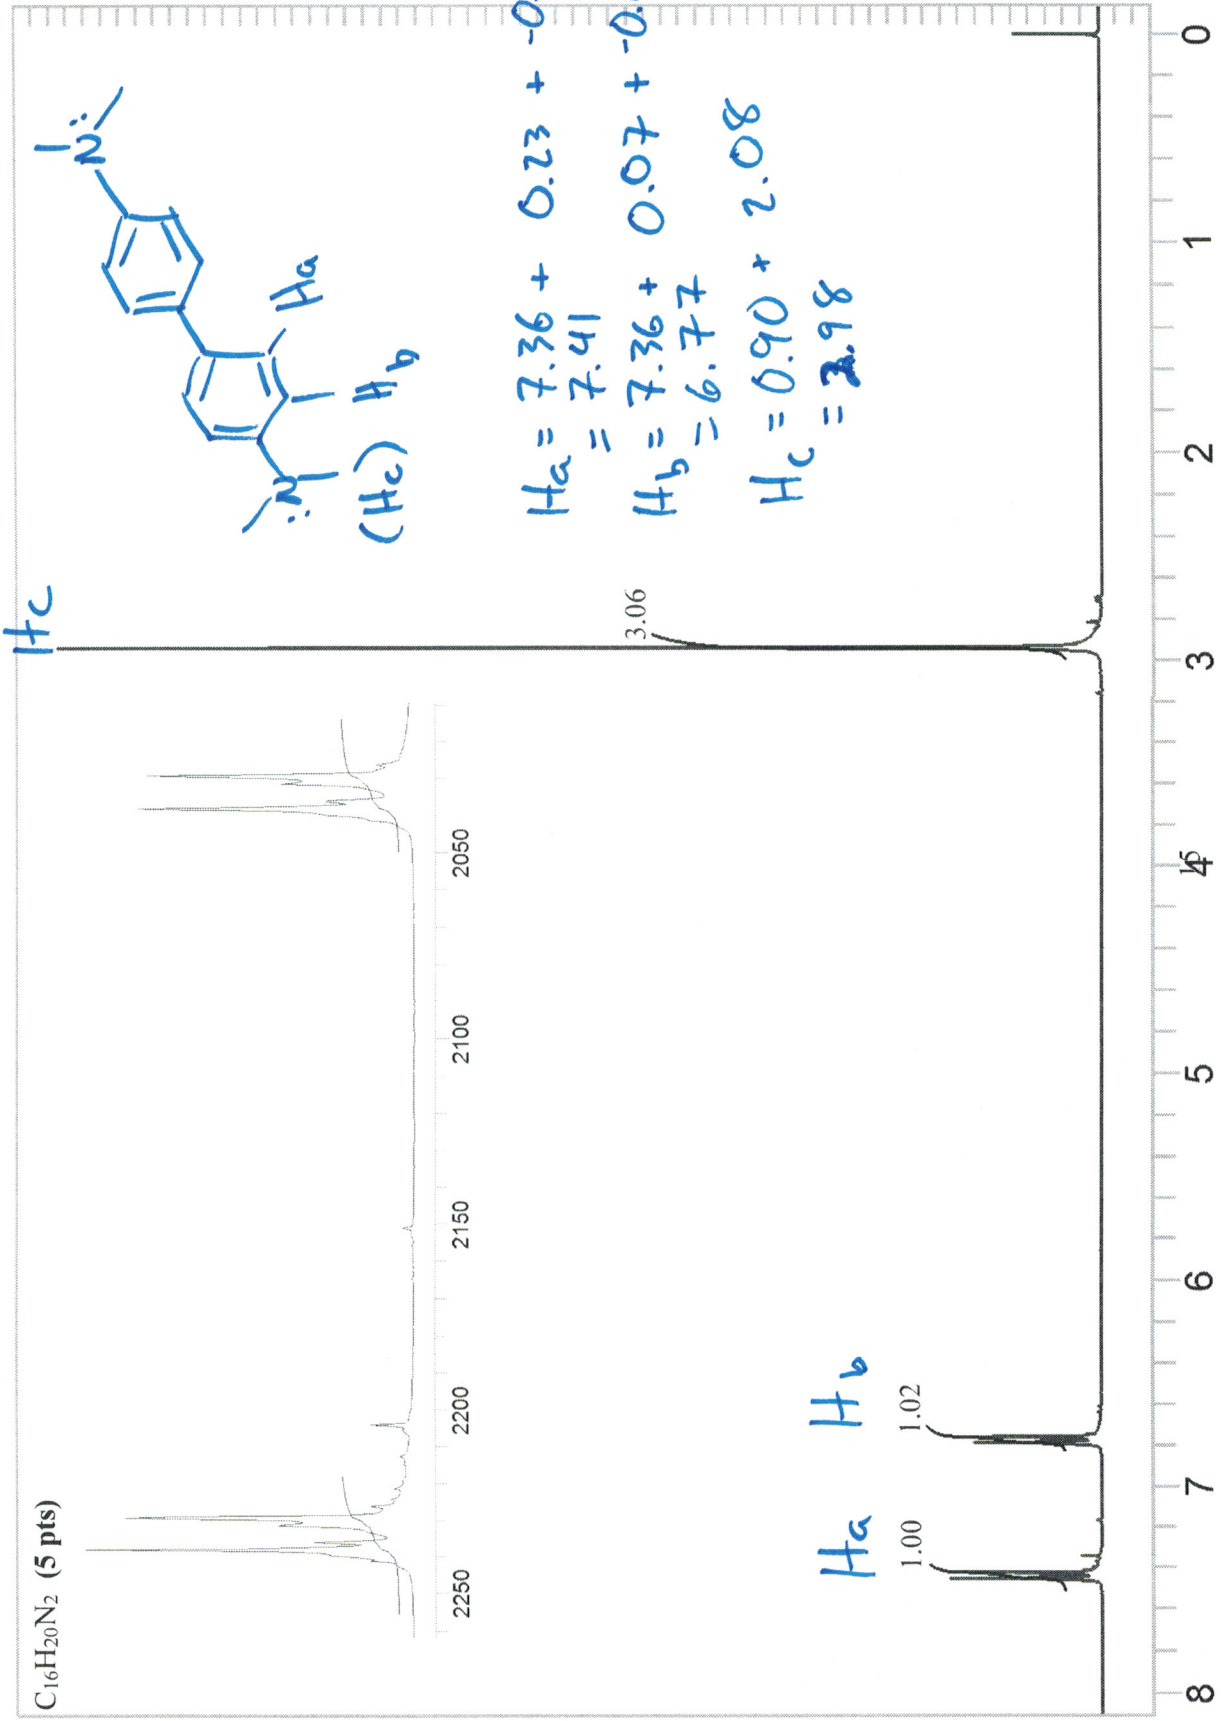 C16H20N2 (5 pts)
Hc
N:
:N
(Hc)
Hb
Ha
Ha = 7.36 + 0.23 + -0.
= 7.41
Hb = 7.36 + 0.07 + -0.
= 6.77
Hc = 0.90 + 2.08
= 2.98
2250
2200
2150
2100
2050
3.06
Ha
1.00
Hb
1.02
8
7
6
5
3
2
1
0